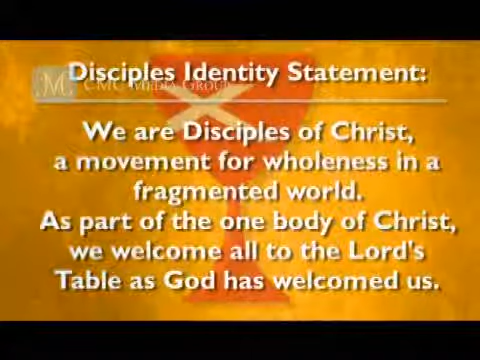 Disciples Identity Statement:
M CMC MEDIA GROUP
We are Disciples of Christ,
a movement for wholeness in a
fragmented world.
As part of the one body of Christ,
we welcome all to the Lord's
Table as God has welcomed us.